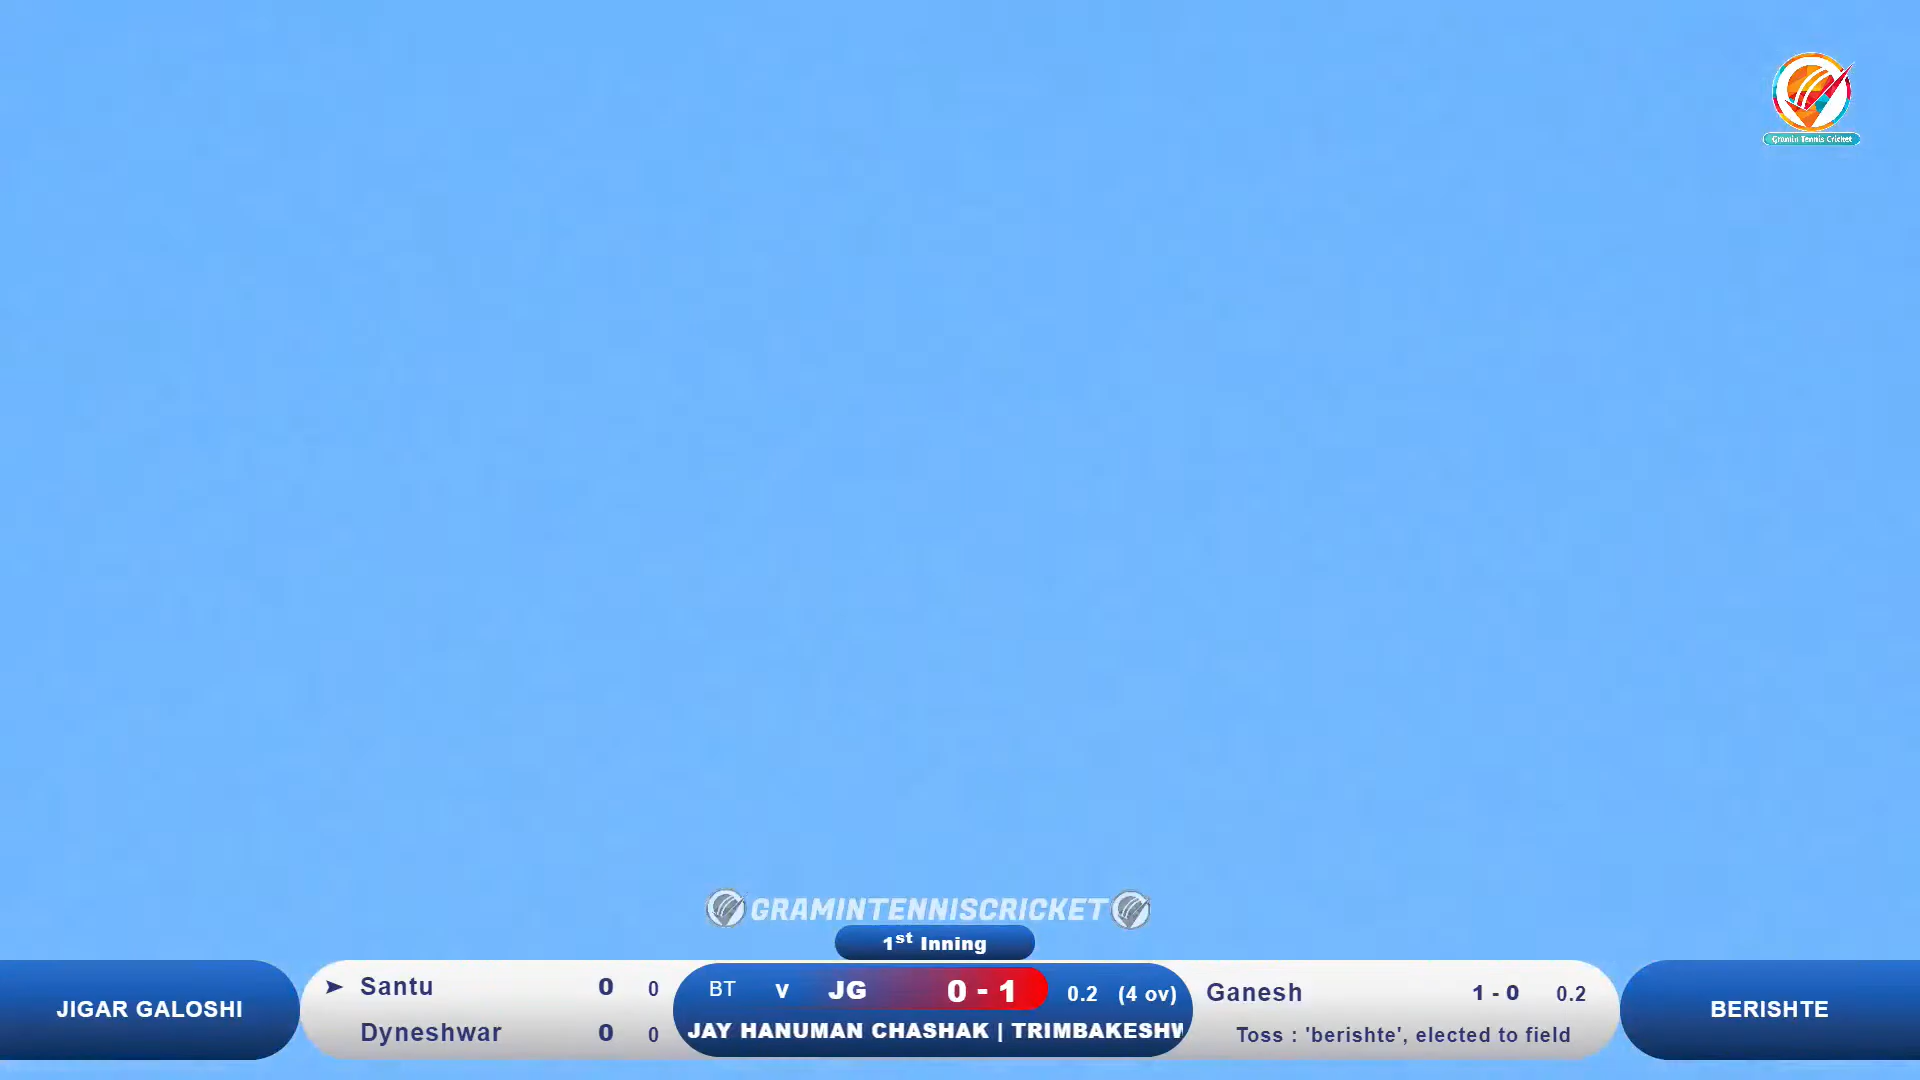 Gramin Tennis Cricket
GRAMINTENNISCRICKET
1st Inning
JIGAR GALOSHI
Santu 0 0
Dyneshwar 0 0
BT v JG 0 - 1 0.2 (4 ov)
JAY HANUMAN CHASHAK | TRIMBAKESHW
Ganesh 1 - 0 0.2
Toss : 'berishte', elected to field
BERISHTE